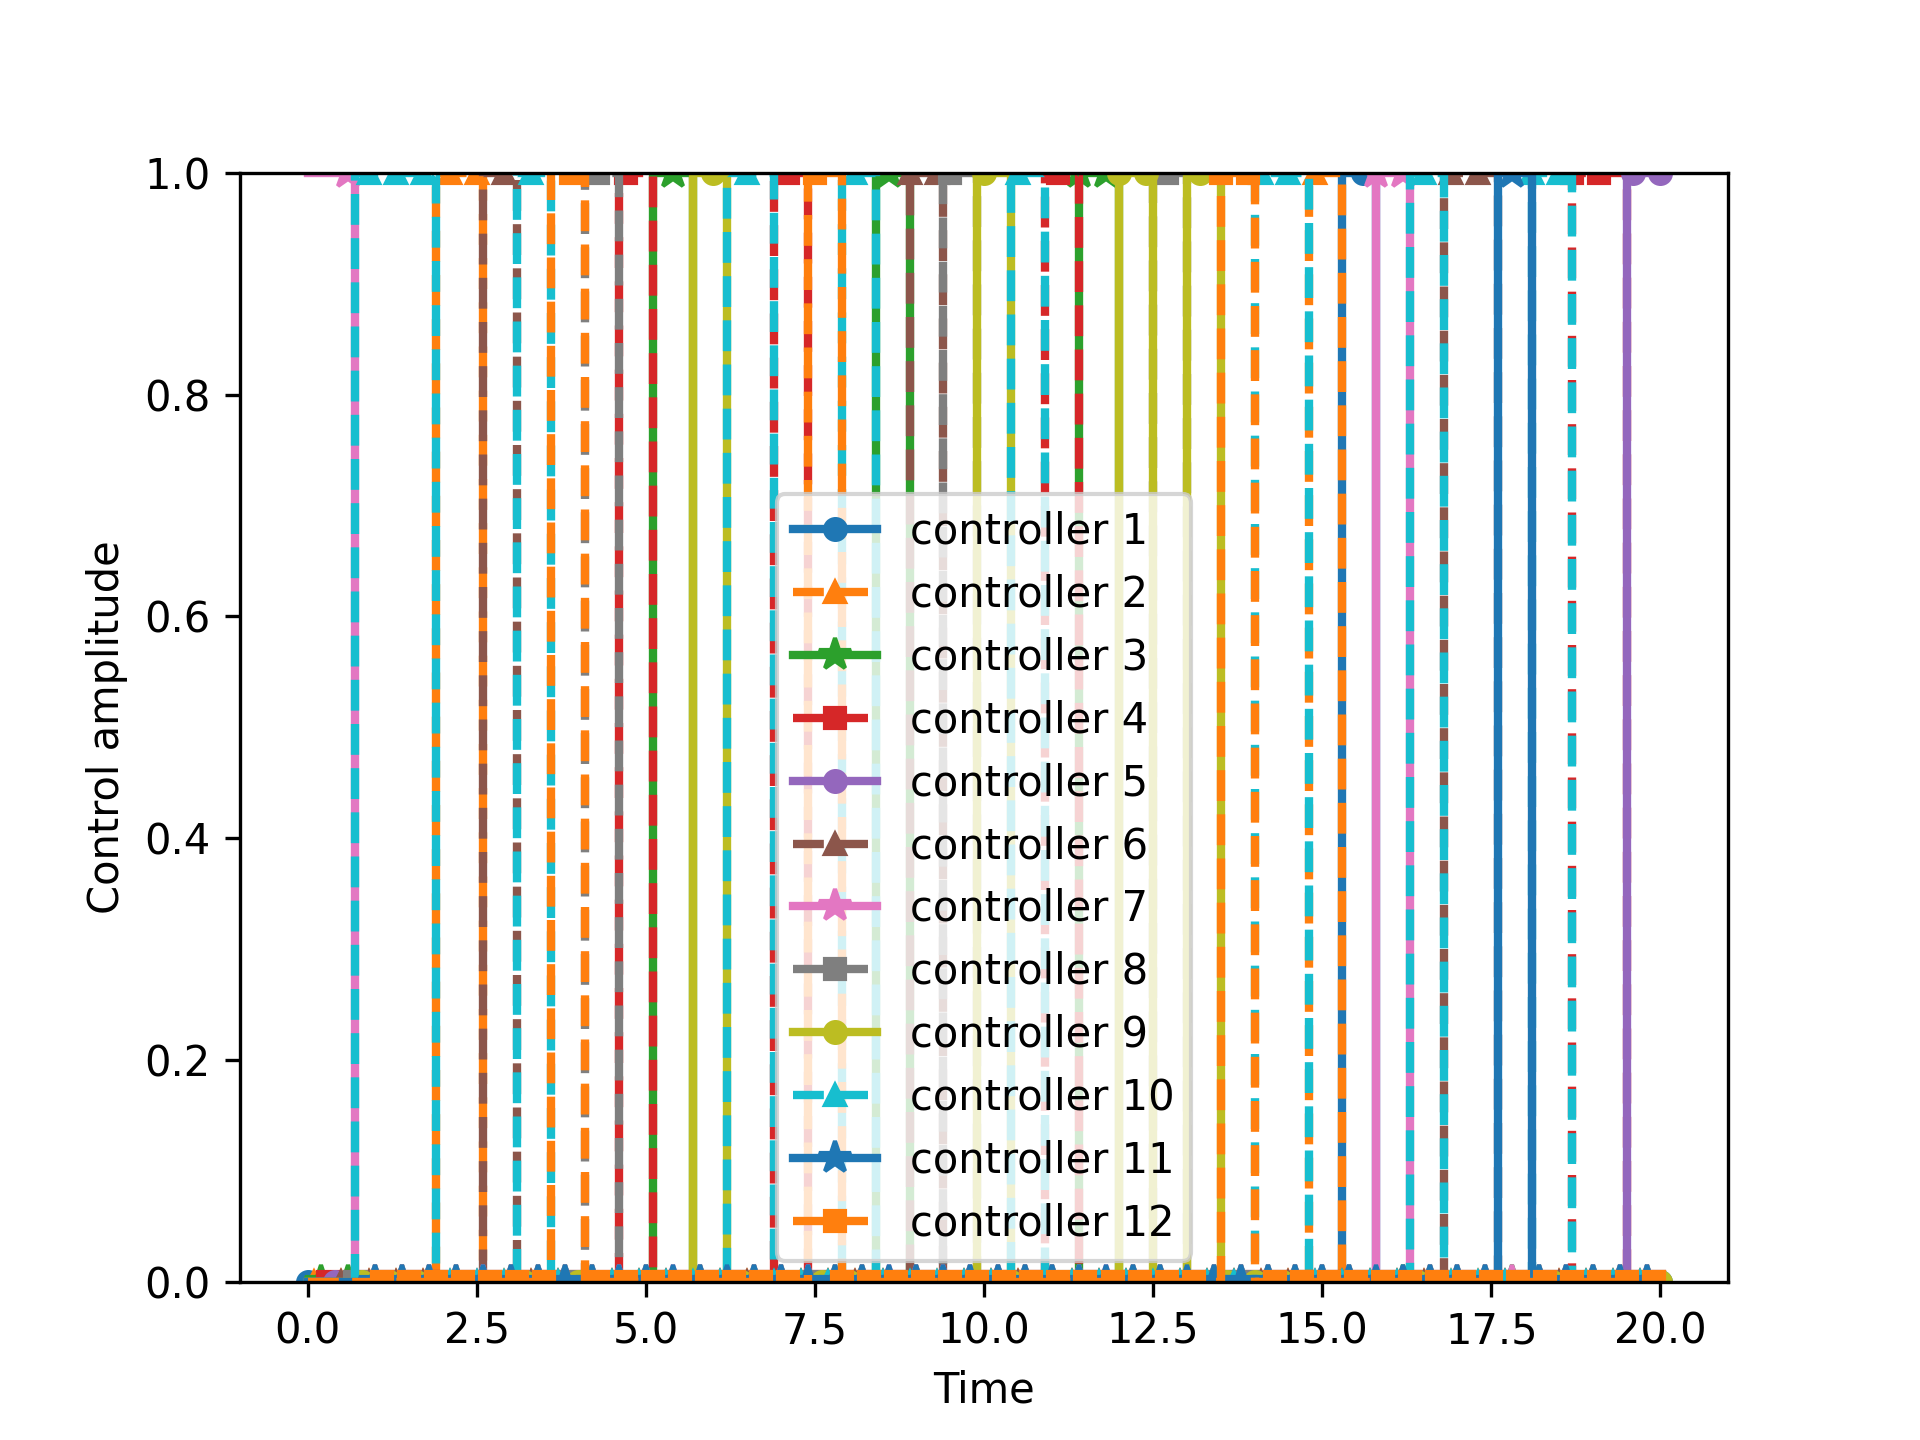 1.0
0.8
0.6
0.4
0.2
0.0
Control amplitude
controller 1
controller 2
controller 3
controller 4
controller 5
controller 6
controller 7
controller 8
controller 9
controller 10
controller 11
controller 12
0.0 2.5 5.0 7.5 10.0 12.5 15.0 17.5 20.0
Time